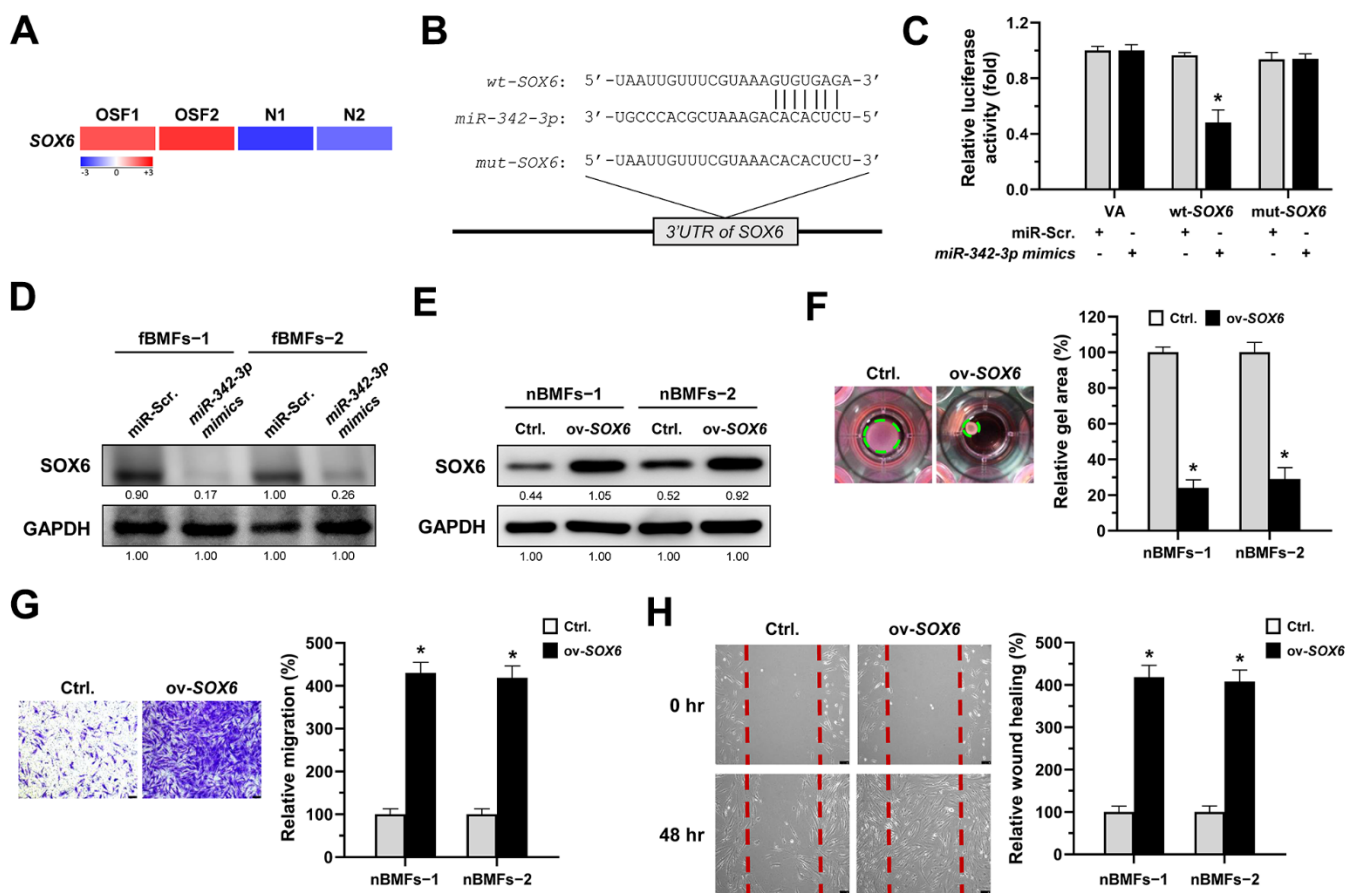 A
OSF1 OSF2 N1 N2
SOX6
-3 0 +3
B
wt-SOX6: 5′-UAAUUGUUUCGUAAAGUGUGAGA-3′
miR-342-3p: 3′-UGCCCACGCUAAAGACACACUCU-5′
mut-SOX6: 5′-UAAUUGUUUCGUAAACACACUCU-3′
3'UTR of SOX6
C
Relative luciferase
activity (fold)
1.2
0.8
0.4
0.0
*
VA wt-SOX6 mut-SOX6
miR-Scr. + - + - + -
miR-342-3p mimics - + - + - +
D
fBMFs-1 fBMFs-2
miR-Scr. miR-342-3p mimics miR-Scr. miR-342-3p mimics
SOX6
0.90 0.17 1.00 0.26
GAPDH
1.00 1.00 1.00 1.00
E
nBMFs-1 nBMFs-2
Ctrl. ov-SOX6 Ctrl. ov-SOX6
SOX6
0.44 1.05 0.52 0.92
GAPDH
1.00 1.00 1.00 1.00
F
Ctrl. ov-SOX6
Relative gel area (%)
Ctrl. ov-SOX6
120
100
80
60
40
20
0
* *
nBMFs-1 nBMFs-2
G
Ctrl. ov-SOX6
Relative migration (%)
Ctrl.
ov-SOX6
500
400
450
300
200
100
0
* *
nBMFs-1 nBMFs-2
H
Ctrl. ov-SOX6
0 hr
48 hr
Relative wound healing (%)
Ctrl.
ov-SOX6
500
400
300
200
100
0
* *
nBMFs-1 nBMFs-2